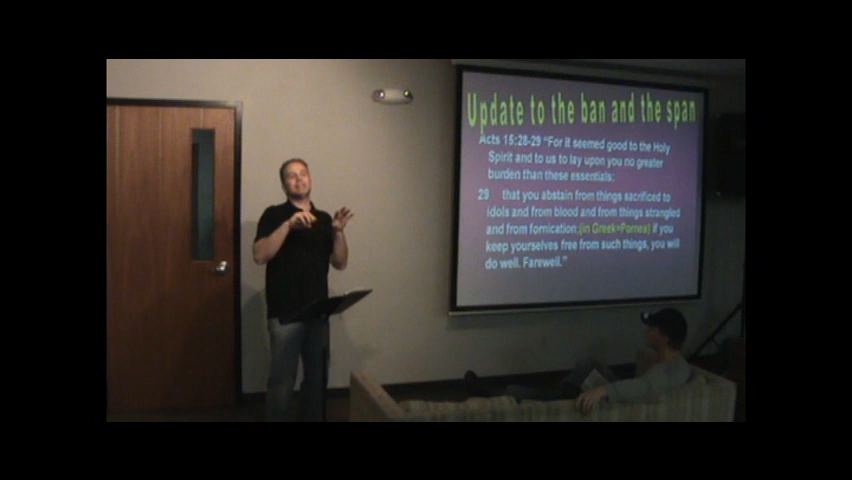 Update to the ban and the span
Acts 15:28-29 "For it seemed good to the Holy
Spirit and to us to lay upon you no greater
burden than these essentials:
29 that you abstain from things sacrificed to
idols and from blood and from things strangled
and from fornication;(in Greek=Pornea) if you
keep yourselves free from such things, you will
do well. Farewell."